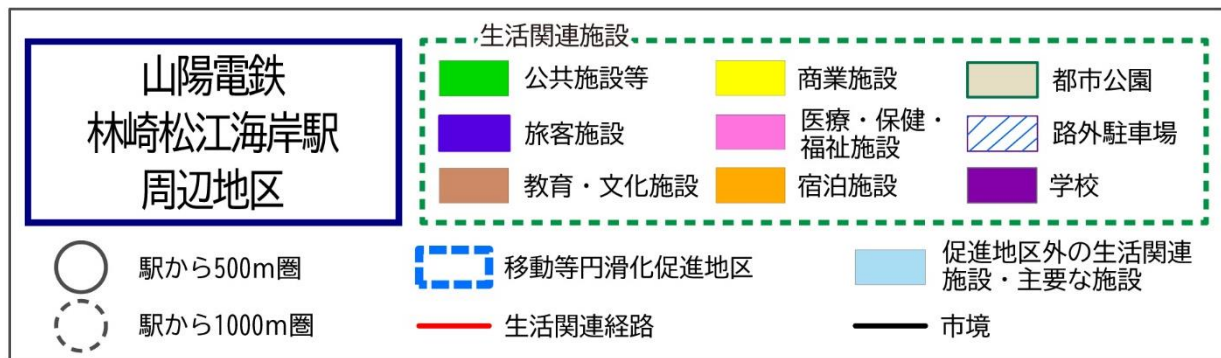 山陽電鉄
林崎松江海岸駅
周辺地区
生活関連施設
公共施設等
商業施設
都市公園
旅客施設
医療・保健・
福祉施設
路外駐車場
教育・文化施設
宿泊施設
学校
駅から500m圏
移動等円滑化促進地区
促進地区外の生活関連
施設・主要な施設
駅から1000m圏
生活関連経路
市境